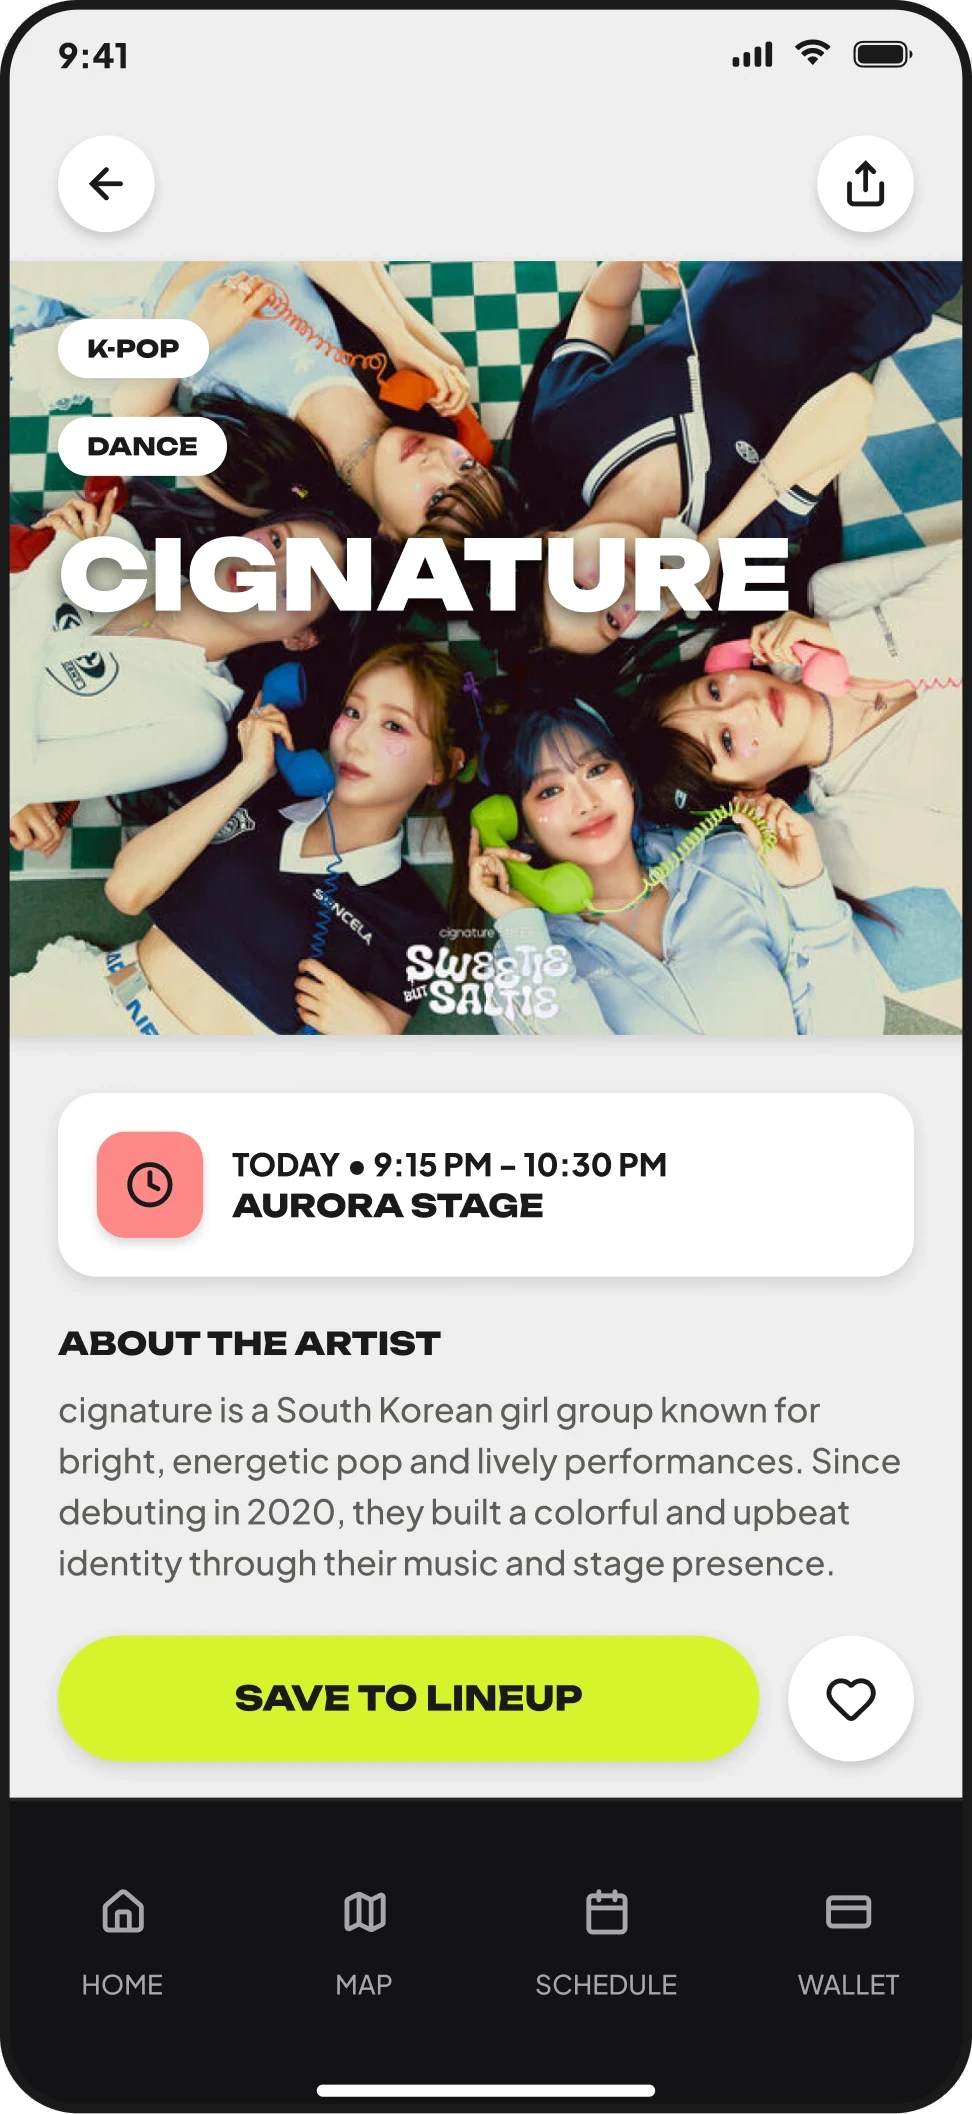 9:41
K-POP
DANCE
CIGNATURE
SONCELA
cignature
SWEETIE
BUT
SALTIE
TODAY • 9:15 PM – 10:30 PM
AURORA STAGE
ABOUT THE ARTIST
cignature is a South Korean girl group known for
bright, energetic pop and lively performances. Since
debuting in 2020, they built a colorful and upbeat
identity through their music and stage presence.
SAVE TO LINEUP
HOME
MAP
SCHEDULE
WALLET